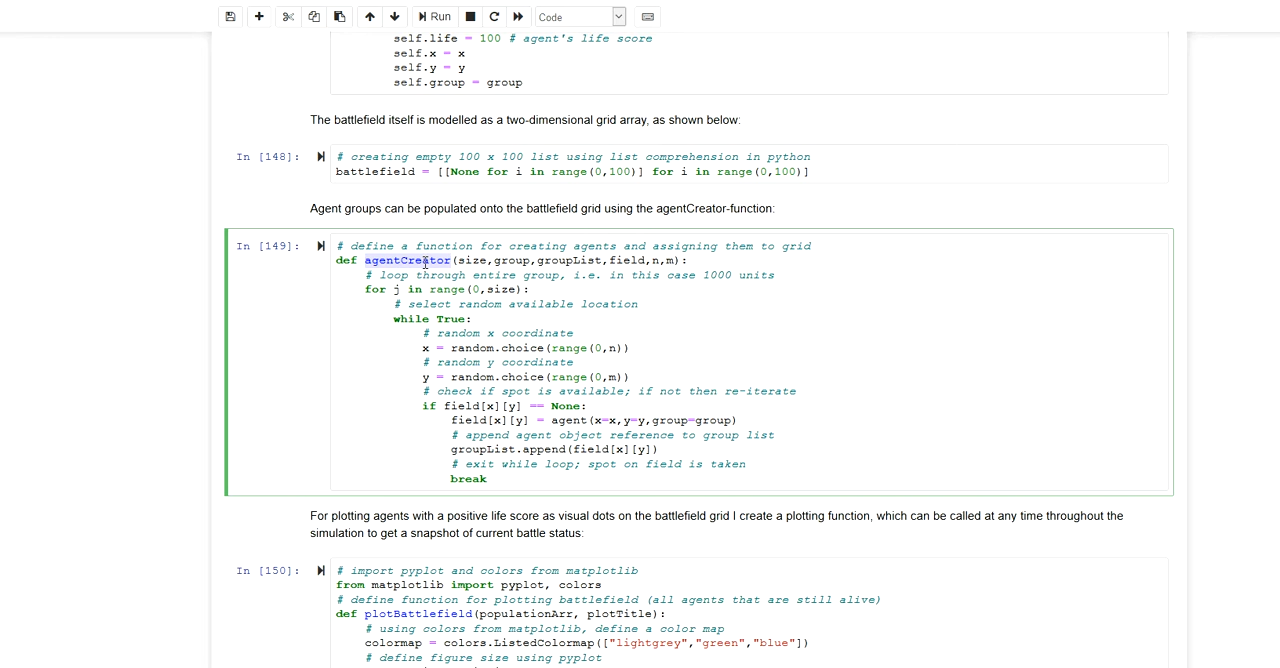 Run Code
self.life = 100 # agent's life score
self.x = x
self.y = y
self.group = group
The battlefield itself is modelled as a two-dimensional grid array, as shown below:
In [148]: # creating empty 100 x 100 list using list comprehension in python
battlefield = [[None for i in range(0,100)] for i in range(0,100)]
Agent groups can be populated onto the battlefield grid using the agentCreator-function:
In [149]: # define a function for creating agents and assigning them to grid
def agentCreator(size,group,groupList,field,n,m):
# loop through entire group, i.e. in this case 1000 units
for j in range(0,size):
# select random available location
while True:
# random x coordinate
x = random.choice(range(0,n))
# random y coordinate
y = random.choice(range(0,m))
# check if spot is available; if not then re-iterate
if field[x][y] == None:
field[x][y] = agent(x=x,y=y,group=group)
# append agent object reference to group list
groupList.append(field[x][y])
# exit while loop; spot on field is taken
break
For plotting agents with a positive life score as visual dots on the battlefield grid I create a plotting function, which can be called at any time throughout the
simulation to get a snapshot of current battle status:
In [150]: # import pyplot and colors from matplotlib
from matplotlib import pyplot, colors
# define function for plotting battlefield (all agents that are still alive)
def plotBattlefield(populationArr, plotTitle):
# using colors from matplotlib, define a color map
colormap = colors.ListedColormap(["lightgrey","green","blue"])
# define figure size using pyplot